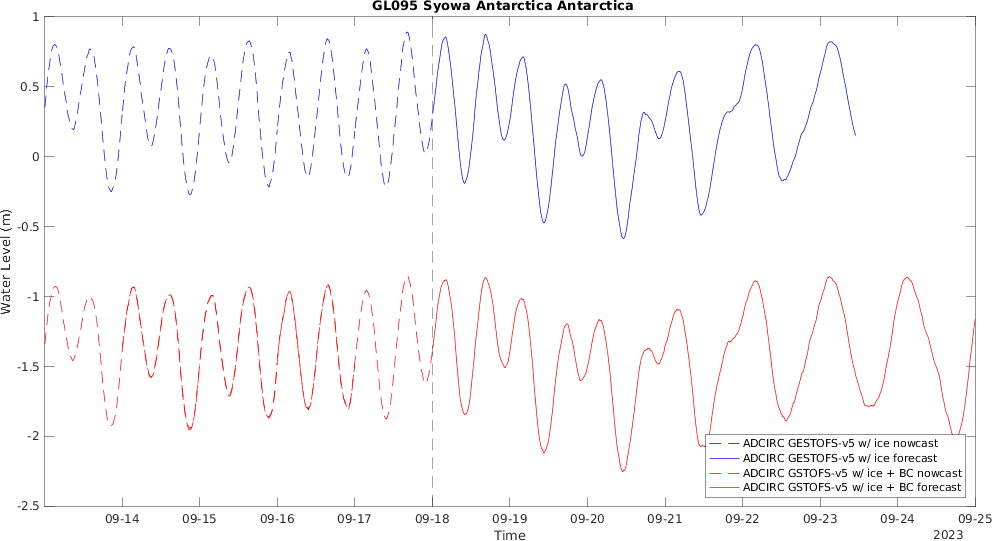 GL095 Syowa Antarctica Antarctica
Water Level (m)
1
0.5
0
-0.5
-1
-1.5
-2
-2.5
ADCIRC GESTOFS-v5 w/ ice nowcast
ADCIRC GESTOFS-v5 w/ ice forecast
ADCIRC GSTOFS-v5 w/ ice + BC nowcast
ADCIRC GSTOFS-v5 w/ ice + BC forecast
09-14 09-15 09-16 09-17 09-18 09-19 09-20 09-21 09-22 09-23 09-24 09-25
Time
2023